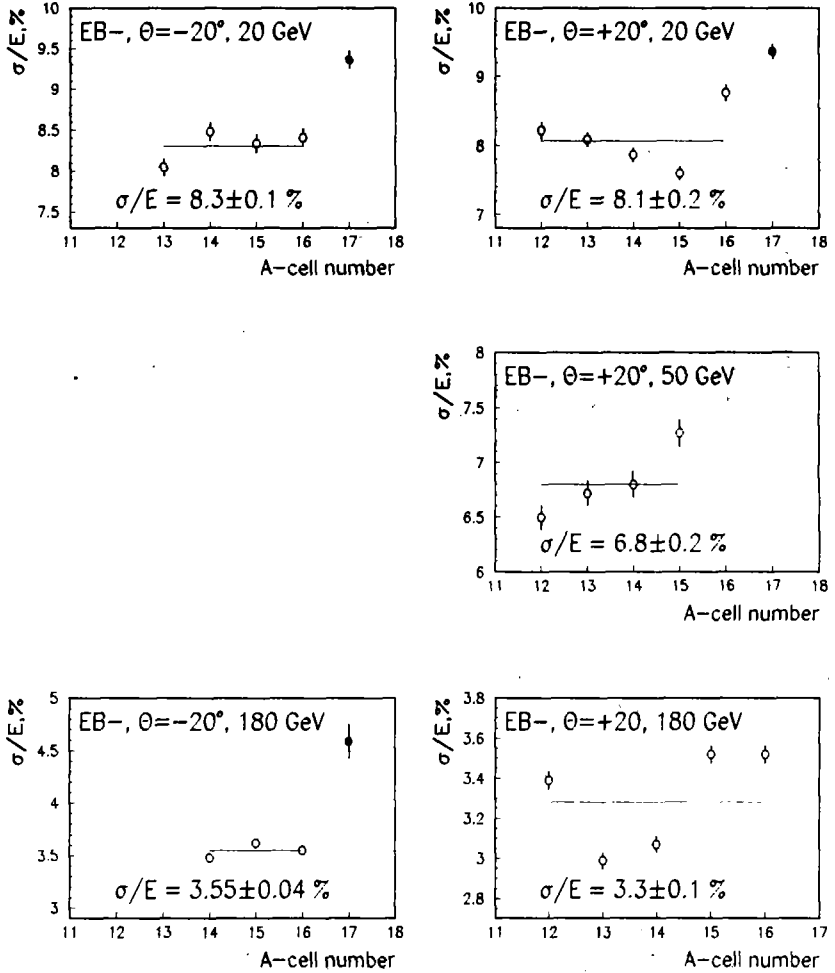 σ/E,%
10
9.5
9
8.5
8
7.5
EB−, Θ=−20°, 20 GeV
σ/E = 8.3±0.1 %
11 12 13 14 15 16 17 18
A−cell number
σ/E,%
10
9
8
7
EB−, Θ=+20°, 20 GeV
σ/E = 8.1±0.2 %
11 12 13 14 15 16 17 18
A−cell number
σ/E,%
8
7.5
7
6.5
6
EB−, Θ=+20°, 50 GeV
σ/E = 6.8±0.2 %
11 12 13 14 15 16 17 18
A−cell number
σ/E,%
5
4.5
4
3.5
3
EB−, Θ=−20°, 180 GeV
σ/E = 3.55±0.04 %
11 12 13 14 15 16 17 18
A−cell number
σ/E,%
3.8
3.6
3.4
3.2
3
2.8
EB−, Θ=+20, 180 GeV
σ/E = 3.3±0.1 %
11 12 13 14 15 16 17 18
A−cell number